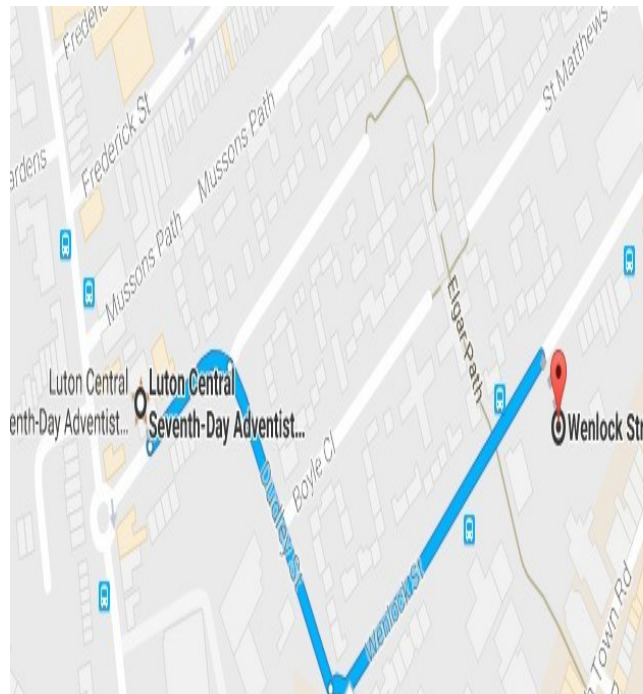 Frederick
Frederick St
ardens
Mussons Path
Mussons Path
St Matthews
Elgar Path
Luton Central
enth-Day Adventist...
Luton Central
Seventh-Day Adventist...
Wenlock Str
Boyle Cl
Dudley St
Wenlock St
Town Rd